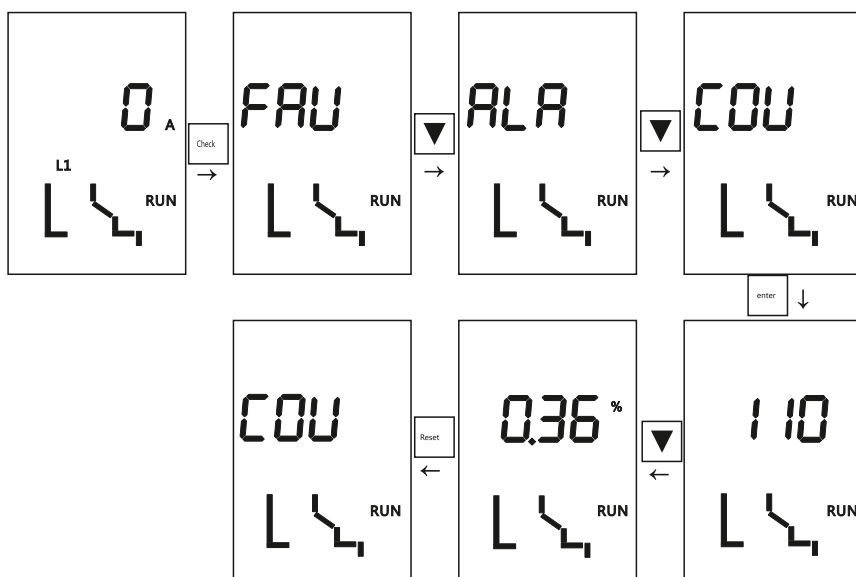 0 A
L1
RUN
Check
→
FAU
RUN
▼
→
ALA
RUN
▼
→
COU
RUN
enter ↓
110
RUN
▼
←
0.36 %
RUN
Reset
←
COU
RUN